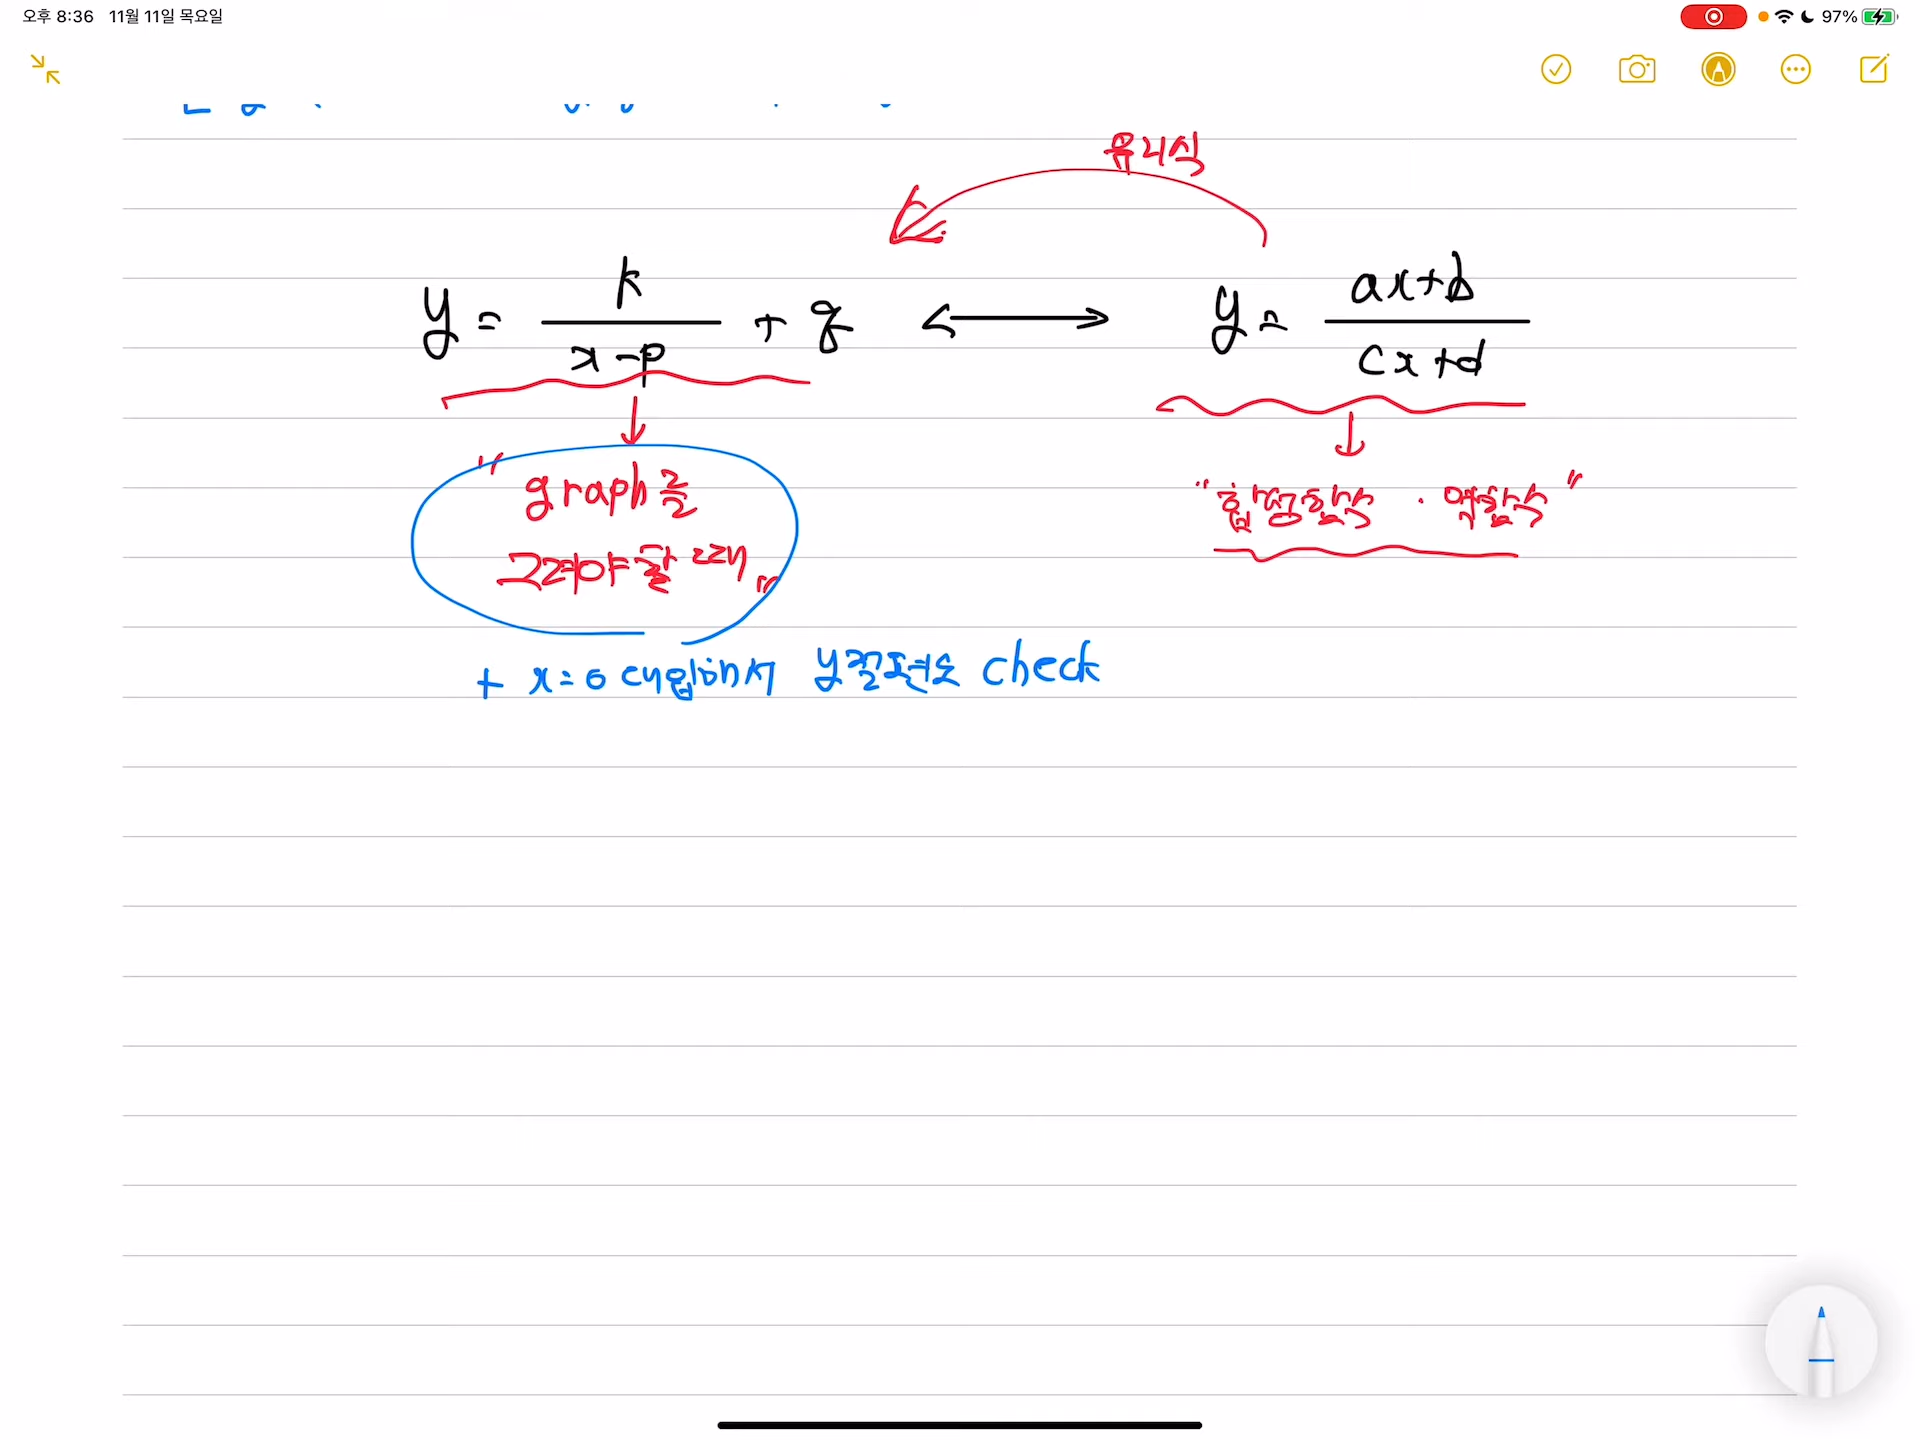 오후 8:36 11월 11일 목요일 97%
유리식
y = k/(x-p) + q ⟷ y = (ax+b)/(cx+d)
"graph를
그려야 할 때"
"합성함수 · 역함수"
+ x=0 대입해서 y절편도 check